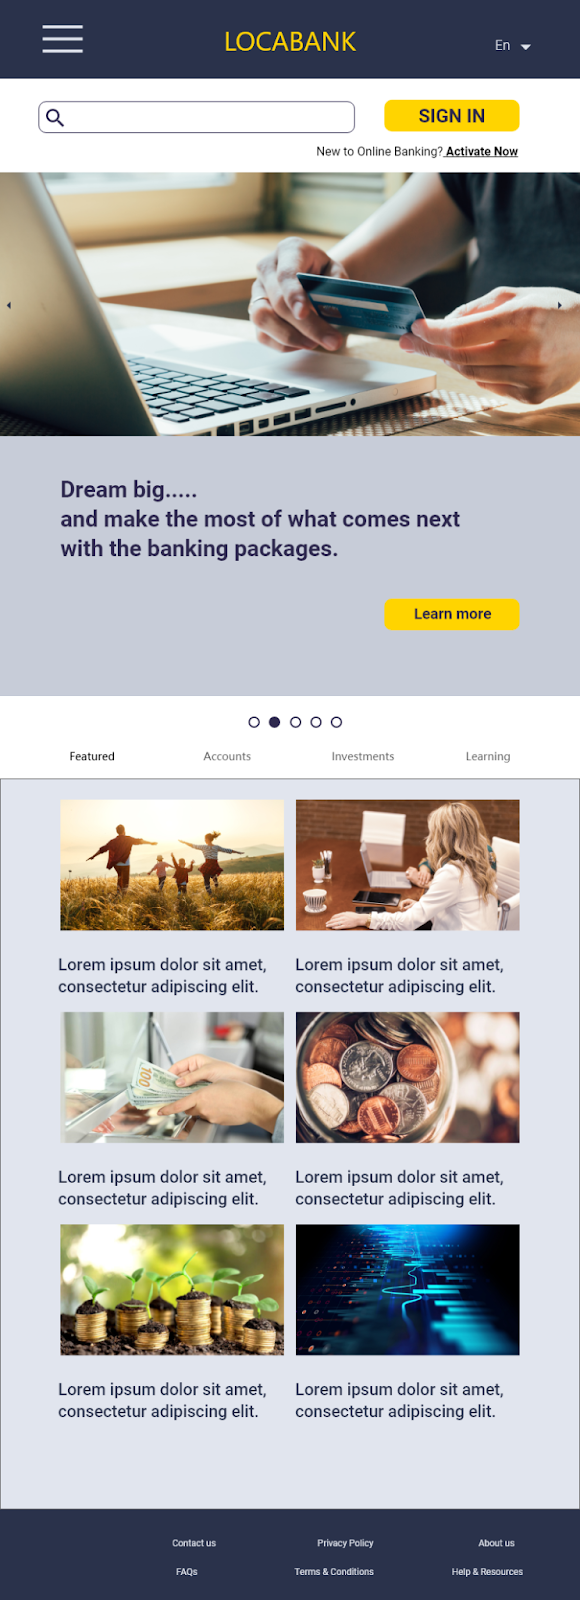 LOCABANK
En
SIGN IN
New to Online Banking? Activate Now
Dream big.....
and make the most of what comes next
with the banking packages.
Learn more
Featured
Accounts
Investments
Learning
Lorem ipsum dolor sit amet,
consectetur adipiscing elit.
Lorem ipsum dolor sit amet,
consectetur adipiscing elit.
100
Lorem ipsum dolor sit amet,
consectetur adipiscing elit.
Lorem ipsum dolor sit amet,
consectetur adipiscing elit.
Lorem ipsum dolor sit amet,
consectetur adipiscing elit.
Lorem ipsum dolor sit amet,
consectetur adipiscing elit.
Contact us
Privacy Policy
About us
FAQs
Terms & Conditions
Help & Resources